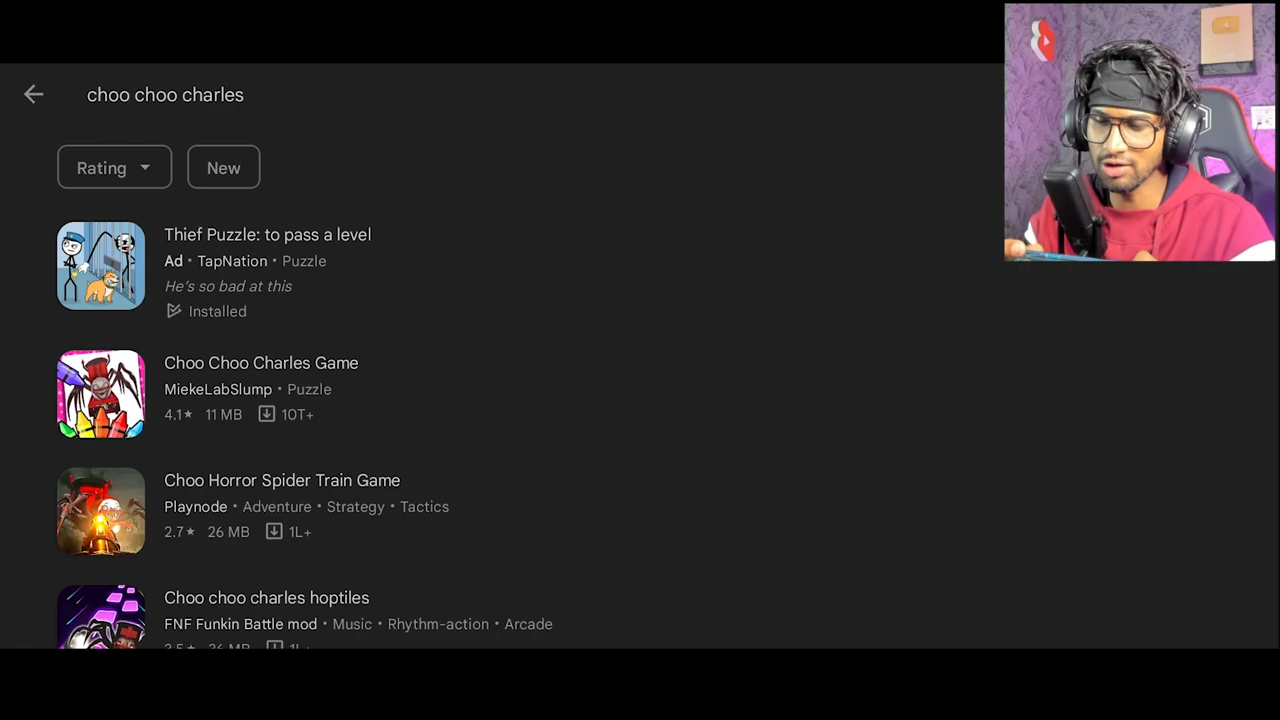 choo choo charles
Rating
New
Thief Puzzle: to pass a level
Ad • TapNation • Puzzle
He's so bad at this
Installed
Choo Choo Charles Game
MiekeLabSlump • Puzzle
4.1★ 11 MB 10T+
Choo Horror Spider Train Game
Playnode • Adventure • Strategy • Tactics
2.7★ 26 MB 1L+
Choo choo charles hoptiles
FNF Funkin Battle mod • Music • Rhythm-action • Arcade